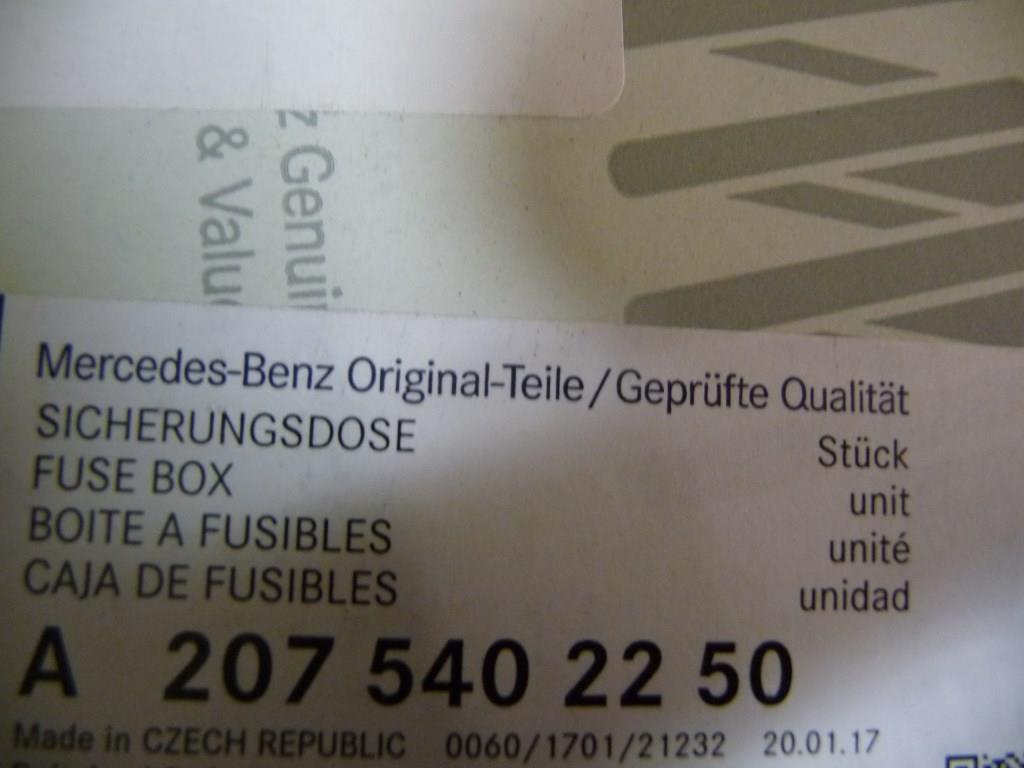 z Genuin
& Valu
Mercedes-Benz Original-Teile/Geprüfte Qualität
SICHERUNGSDOSE Stück
FUSE BOX unit
BOITE A FUSIBLES unité
CAJA DE FUSIBLES unidad
A 207 540 22 50
Made in CZECH REPUBLIC 0060/1701/21232 20.01.17